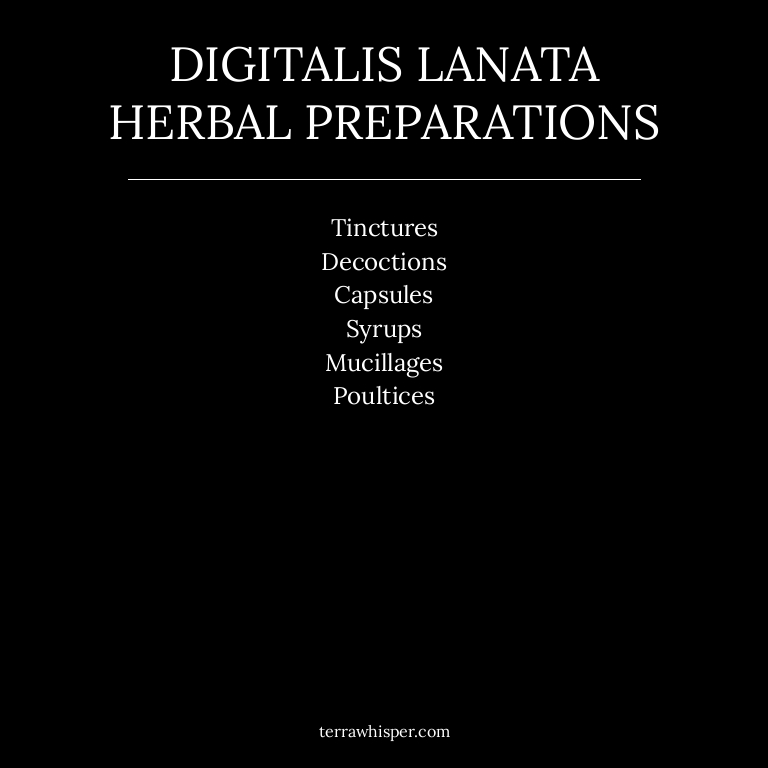 DIGITALIS LANATA
HERBAL PREPARATIONS
Tinctures
Decoctions
Capsules
Syrups
Mucillages
Poultices
terrawhisper.com